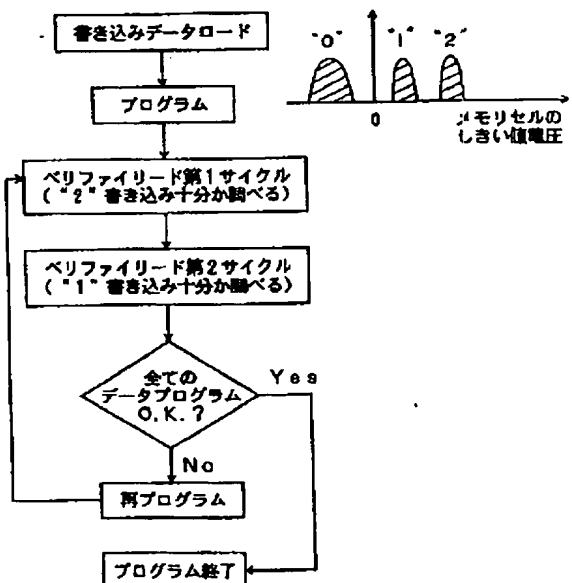 書き込みデータロード
プログラム
ベリファイリード第1サイクル
("2"書き込み十分か調べる)
ベリファイリード第2サイクル
("1"書き込み十分か調べる)
全ての
データプログラム
O.K.?
Yes
No
再プログラム
プログラム終了
"0" "1" "2"
0
メモリセルの
しきい値電圧